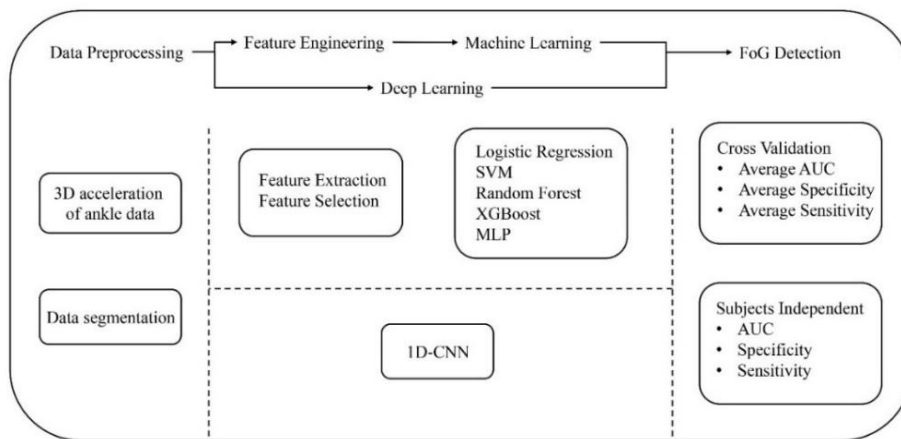 Data Preprocessing
Feature Engineering
Machine Learning
FoG Detection
Deep Learning
3D acceleration
of ankle data
Data segmentation
Feature Extraction
Feature Selection
Logistic Regression
SVM
Random Forest
XGBoost
MLP
1D-CNN
Cross Validation
• Average AUC
• Average Specificity
• Average Sensitivity
Subjects Independent
• AUC
• Specificity
• Sensitivity